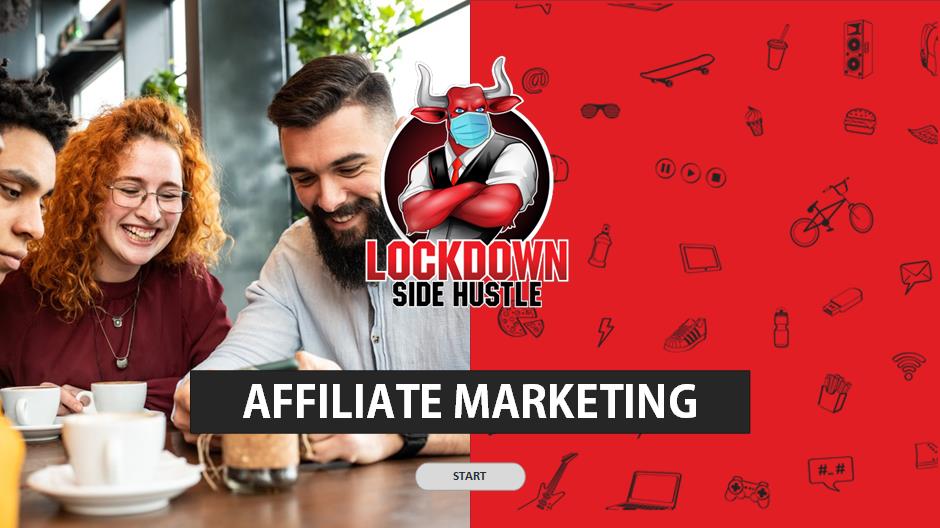 LOCKDOWN
SIDE HUSTLE
AFFILIATE MARKETING
START
#_#